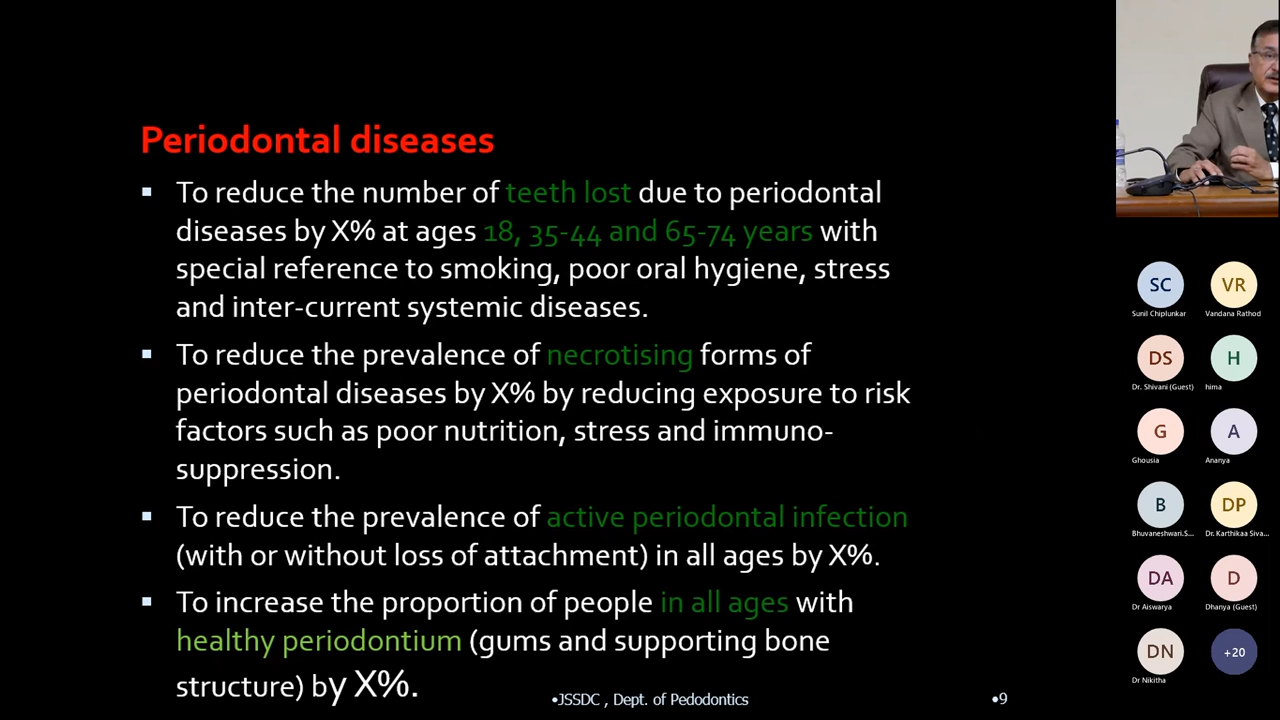 Periodontal diseases
▪ To reduce the number of teeth lost due to periodontal
diseases by X% at ages 18, 35-44 and 65-74 years with
special reference to smoking, poor oral hygiene, stress
and inter-current systemic diseases.
▪ To reduce the prevalence of necrotising forms of
periodontal diseases by X% by reducing exposure to risk
factors such as poor nutrition, stress and immuno-
suppression.
▪ To reduce the prevalence of active periodontal infection
(with or without loss of attachment) in all ages by X%.
▪ To increase the proportion of people in all ages with
healthy periodontium (gums and supporting bone
structure) by X%.
•JSSDC , Dept. of Pedodontics
•9
SC
VR
Sunil Chiplunkar
Vandana Rathod
DS
H
Dr. Shivani (Guest)
hima
G
A
Ghousia
Ananya
B
DP
Bhuvaneshwari.S...
Dr. Karthikaa Siva...
DA
D
Dr Aiswarya
Dhanya (Guest)
DN
+20
Dr Nikitha